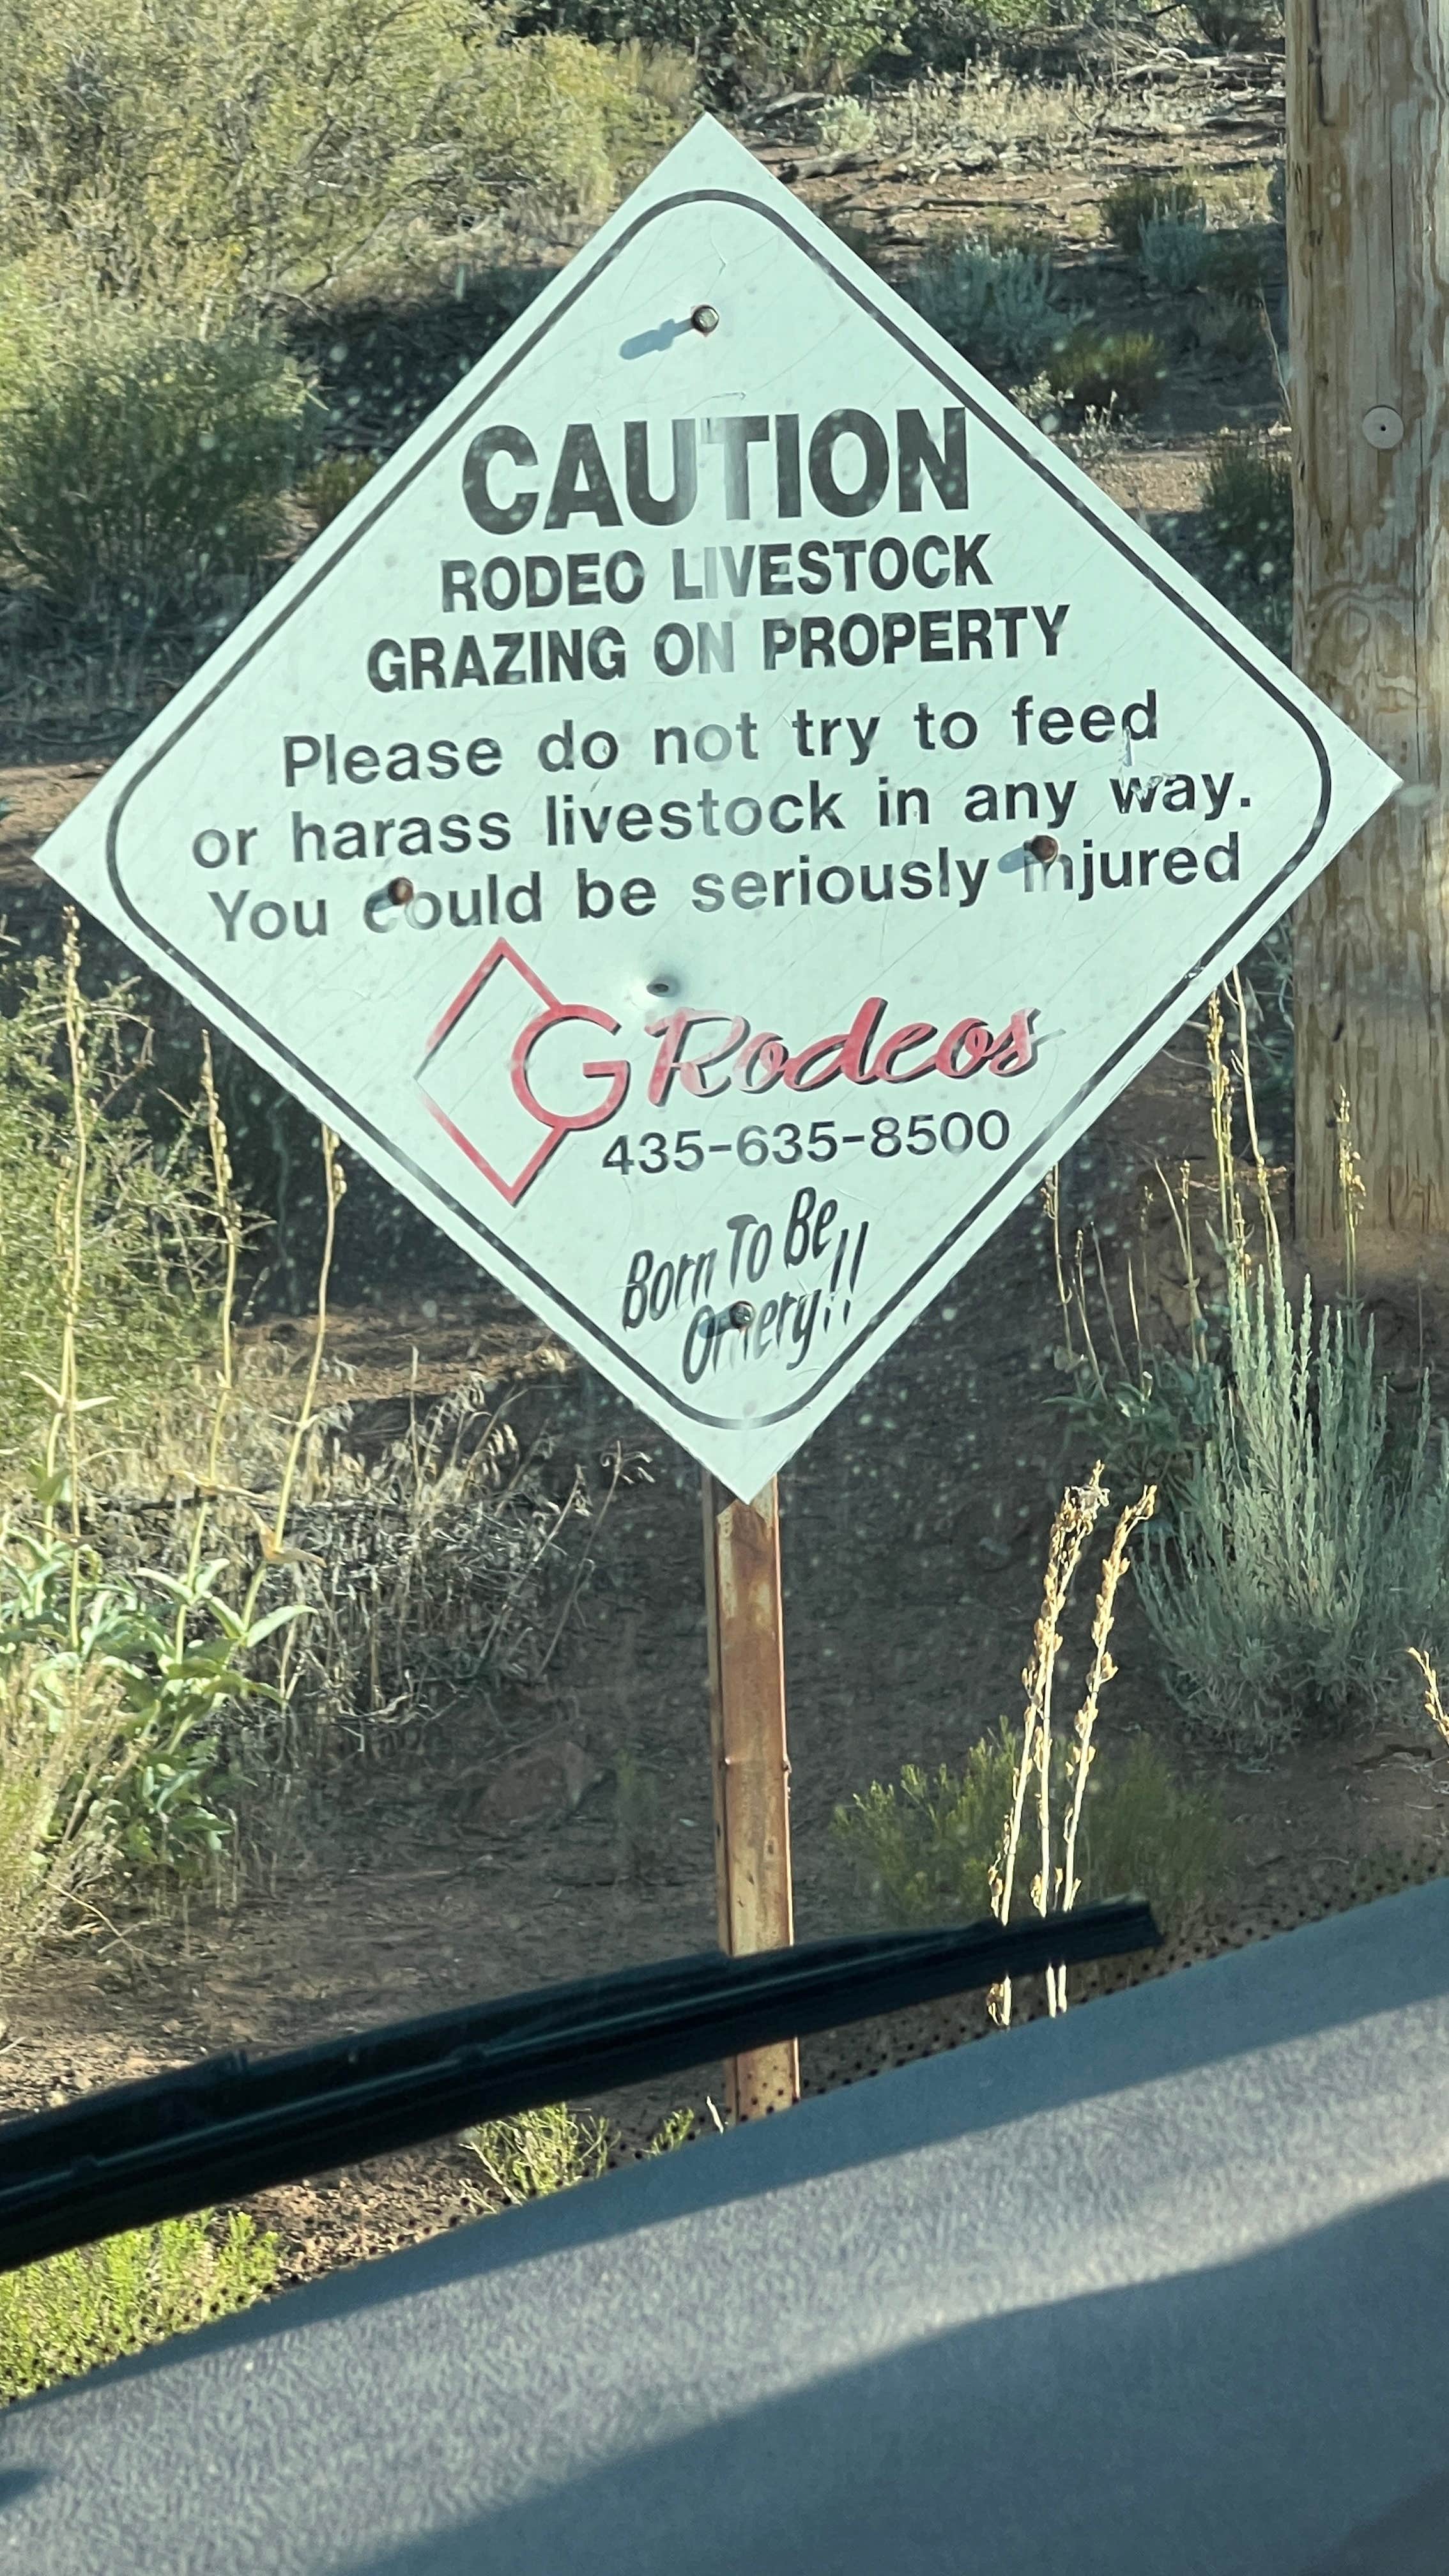 CAUTION
RODEO LIVESTOCK
GRAZING ON PROPERTY
Please do not try to feed
or harass livestock in any way.
You could be seriously injured
G Rodeos
435-635-8500
Born To Be
Ornery!!